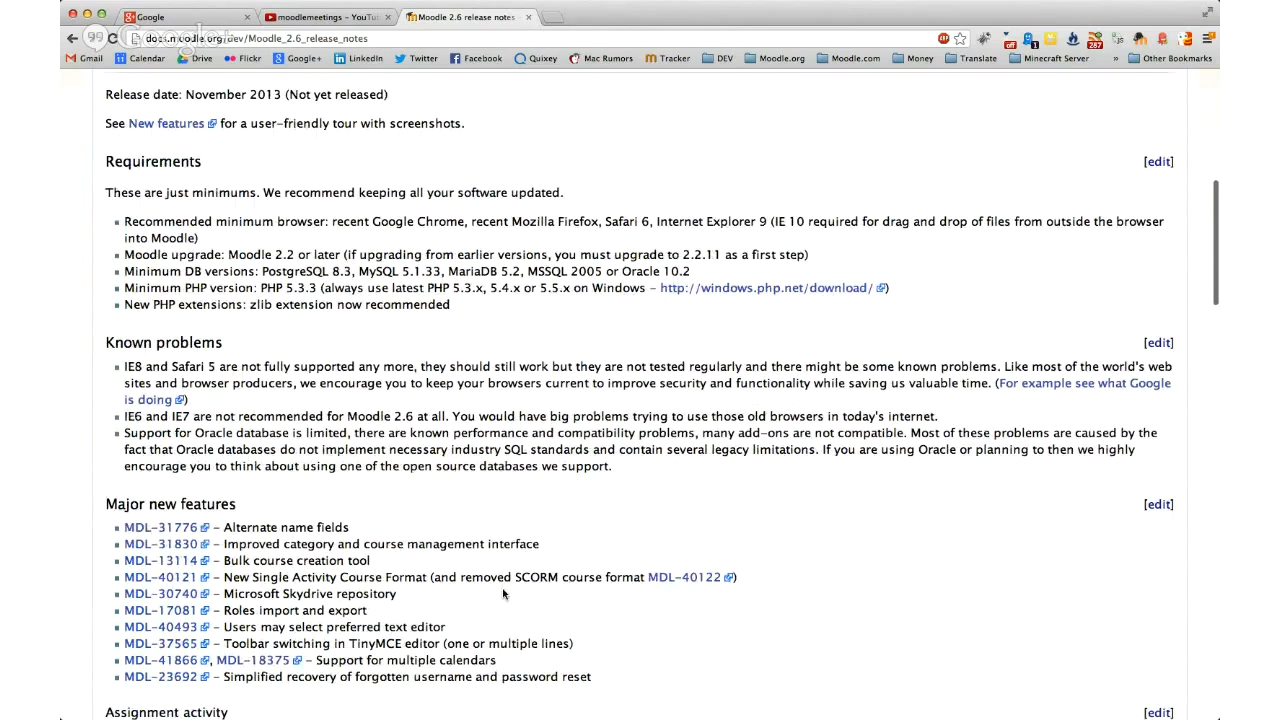 Google
moodlemeetings – YouTu
Moodle 2.6 release notes
Google+
docs.moodle.org/dev/Moodle_2.6_release_notes
Gmail Calendar Drive Flickr Google+ LinkedIn Twitter Facebook Quixey Mac Rumors Tracker DEV Moodle.org Moodle.com Money Translate Minecraft Server » Other Bookmarks
Release date: November 2013 (Not yet released)
See New features for a user-friendly tour with screenshots.
Requirements [edit]
These are just minimums. We recommend keeping all your software updated.
Recommended minimum browser: recent Google Chrome, recent Mozilla Firefox, Safari 6, Internet Explorer 9 (IE 10 required for drag and drop of files from outside the browser
into Moodle)
Moodle upgrade: Moodle 2.2 or later (if upgrading from earlier versions, you must upgrade to 2.2.11 as a first step)
Minimum DB versions: PostgreSQL 8.3, MySQL 5.1.33, MariaDB 5.2, MSSQL 2005 or Oracle 10.2
Minimum PHP version: PHP 5.3.3 (always use latest PHP 5.3.x, 5.4.x or 5.5.x on Windows – http://windows.php.net/download/ )
New PHP extensions: zlib extension now recommended
Known problems [edit]
IE8 and Safari 5 are not fully supported any more, they should still work but they are not tested regularly and there might be some known problems. Like most of the world's web
sites and browser producers, we encourage you to keep your browsers current to improve security and functionality while saving us valuable time. (For example see what Google
is doing )
IE6 and IE7 are not recommended for Moodle 2.6 at all. You would have big problems trying to use those old browsers in today's internet.
Support for Oracle database is limited, there are known performance and compatibility problems, many add-ons are not compatible. Most of these problems are caused by the
fact that Oracle databases do not implement necessary industry SQL standards and contain several legacy limitations. If you are using Oracle or planning to then we highly
encourage you to think about using one of the open source databases we support.
Major new features [edit]
MDL-31776 – Alternate name fields
MDL-31830 – Improved category and course management interface
MDL-13114 – Bulk course creation tool
MDL-40121 – New Single Activity Course Format (and removed SCORM course format MDL-40122 )
MDL-30740 – Microsoft Skydrive repository
MDL-17081 – Roles import and export
MDL-40493 – Users may select preferred text editor
MDL-37565 – Toolbar switching in TinyMCE editor (one or multiple lines)
MDL-41866 , MDL-18375 – Support for multiple calendars
MDL-23692 – Simplified recovery of forgotten username and password reset
Assignment activity [edit]